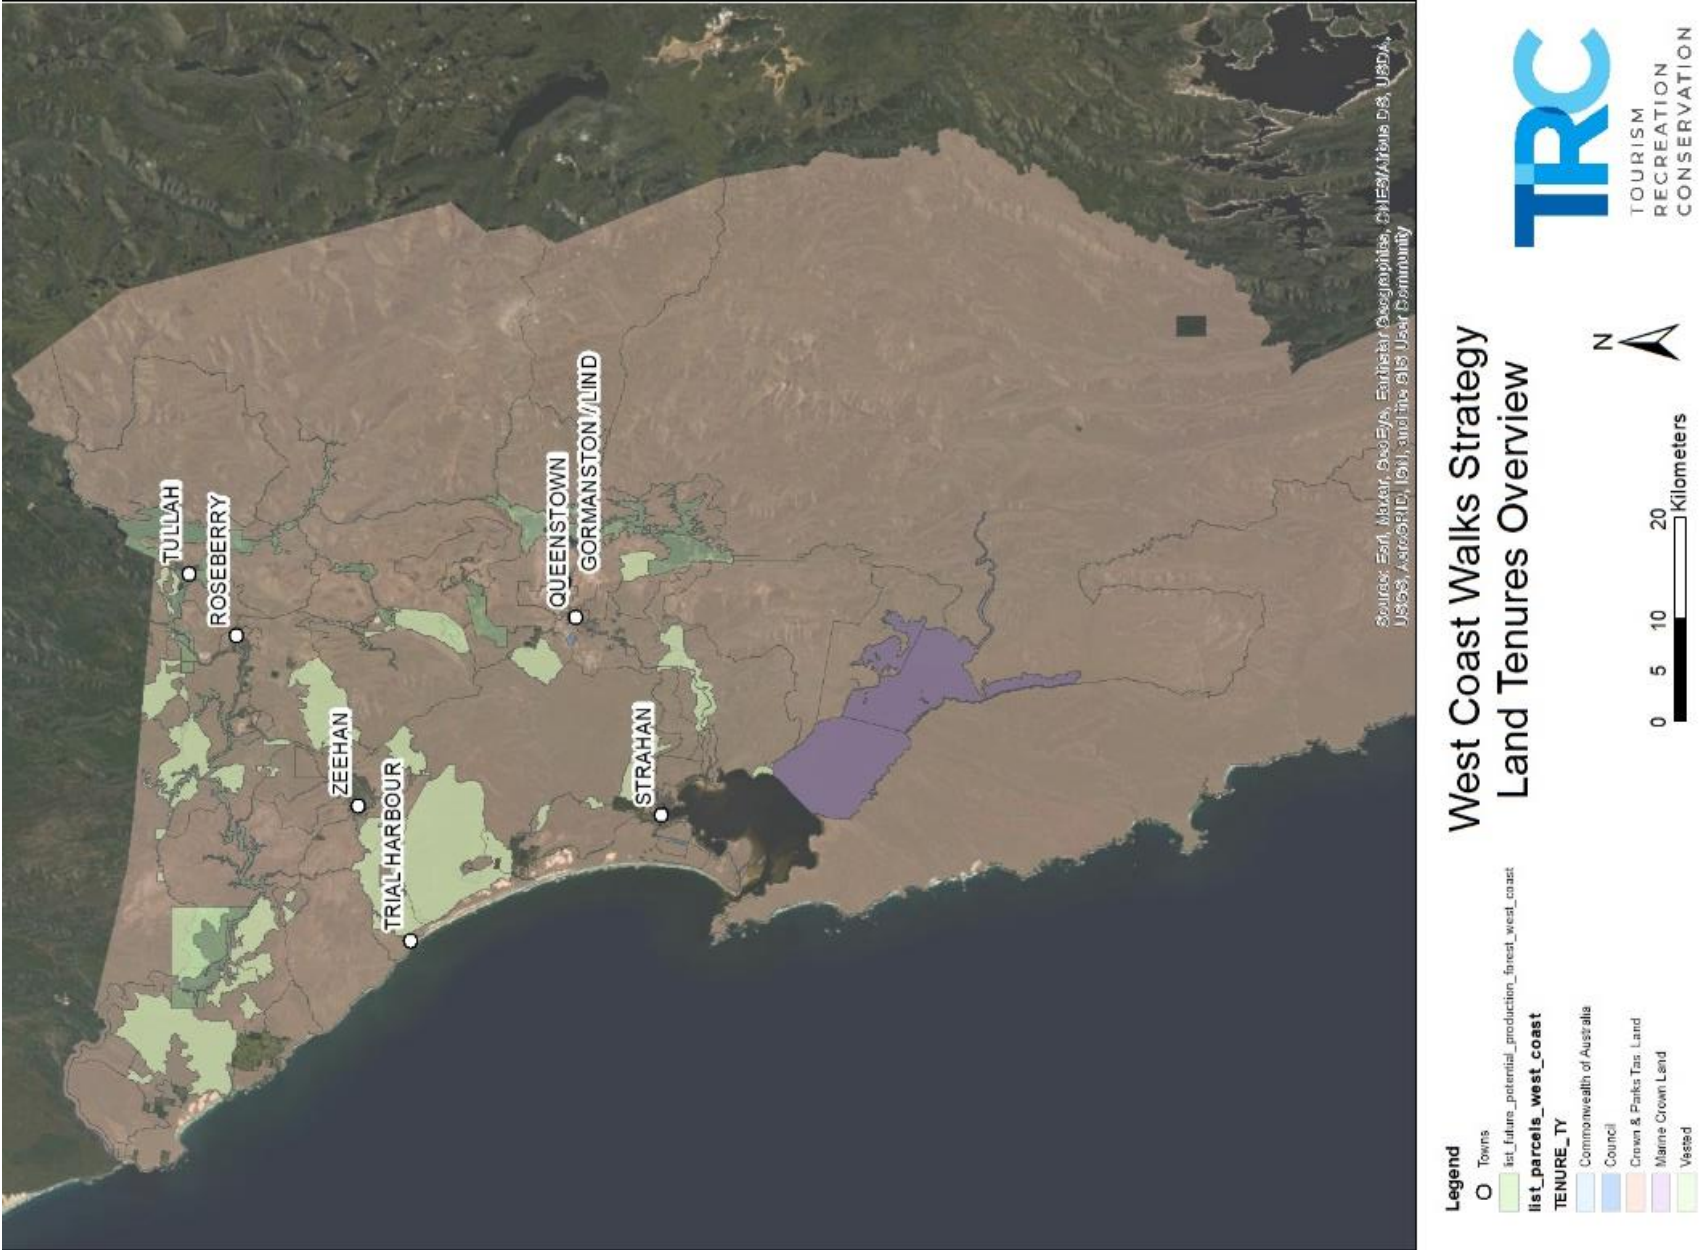 TULLAH
ROSEBERRY
ZEEHAN
TRIAL HARBOUR
QUEENSTOWN
GORMANSTON//LIND
STRAHAN
Source: Esri, Maxar, GeoEye, Earthstar Geographics, CNES/Airbus DS, USDA,
USGS, AeroGRID, IGN, and the GIS User Community
Legend
Towns
list_future_potential_production_forest_west_coast
list_parcels_west_coast
TENURE_TY
Commonwealth of Australia
Council
Crown & Parks Tas Land
Marine Crown Land
Vested
West Coast Walks Strategy
Land Tenures Overview
0 5 10 20
Kilometers
N
TRC
TOURISM
RECREATION
CONSERVATION